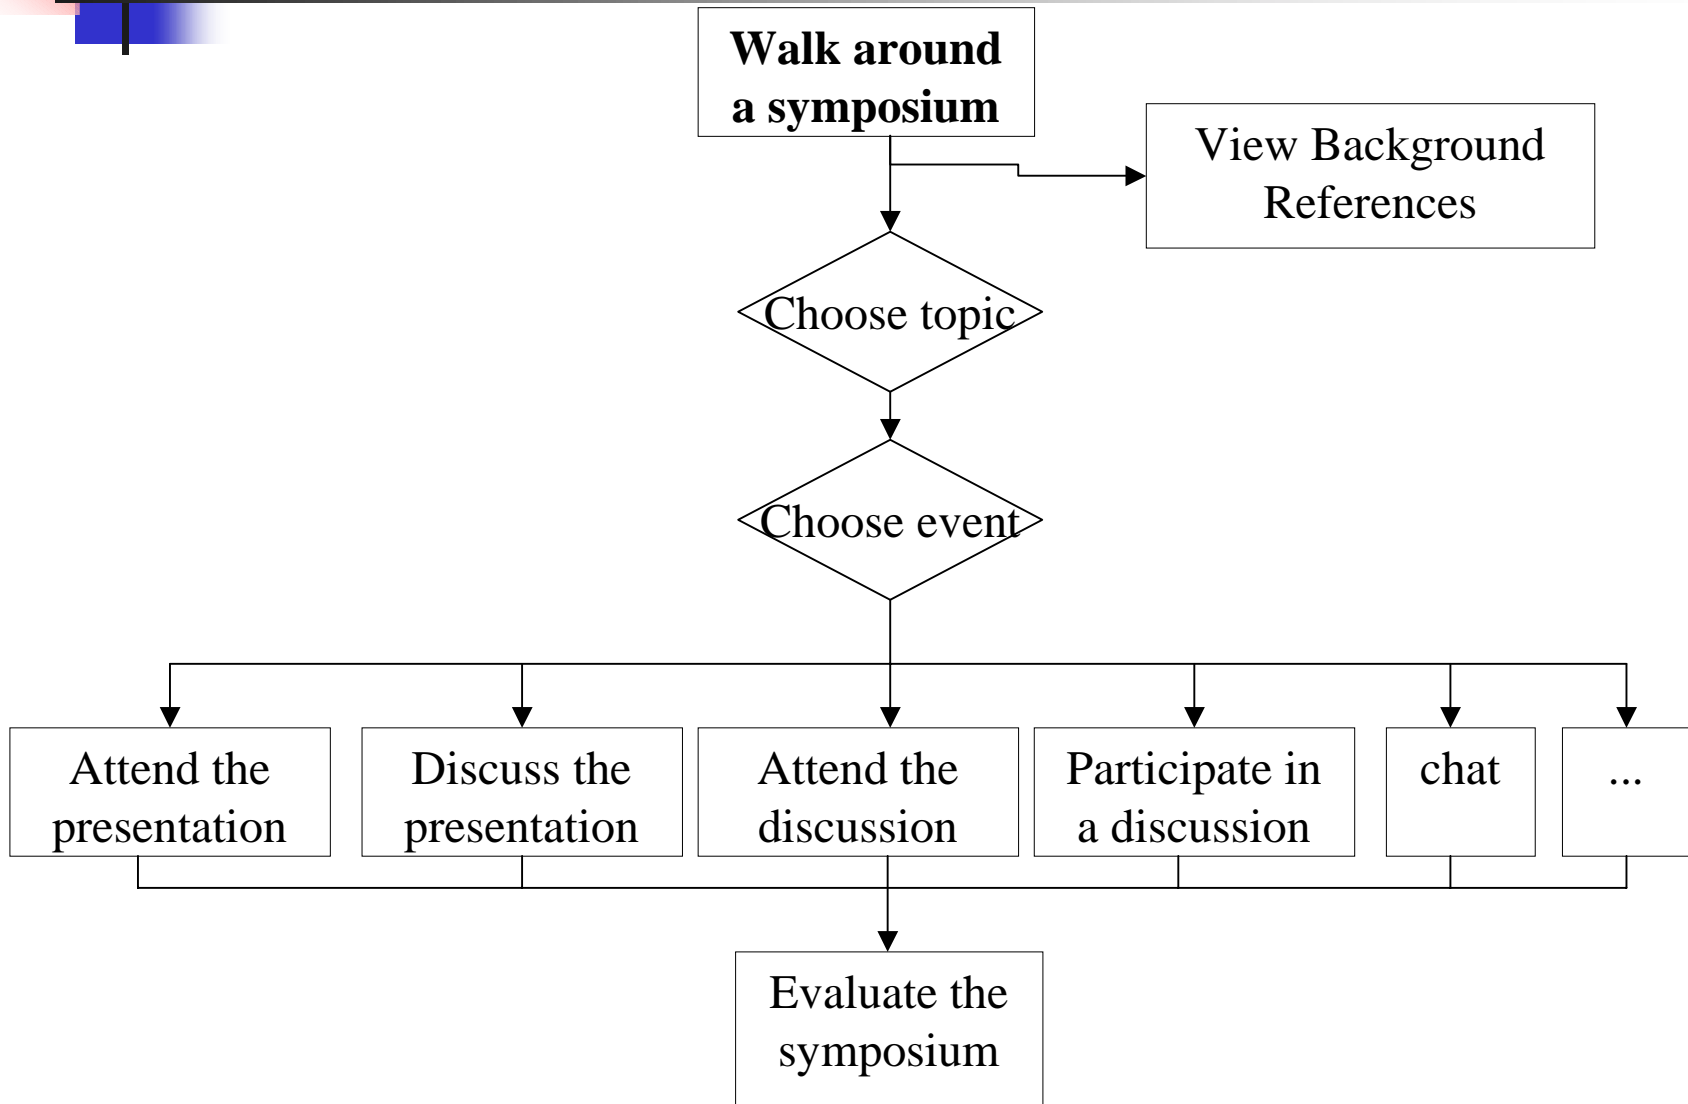 Walk around
a symposium
View Background
References
Choose topic
Choose event
Attend the
presentation
Discuss the
presentation
Attend the
discussion
Participate in
a discussion
chat
...
Evaluate the
symposium